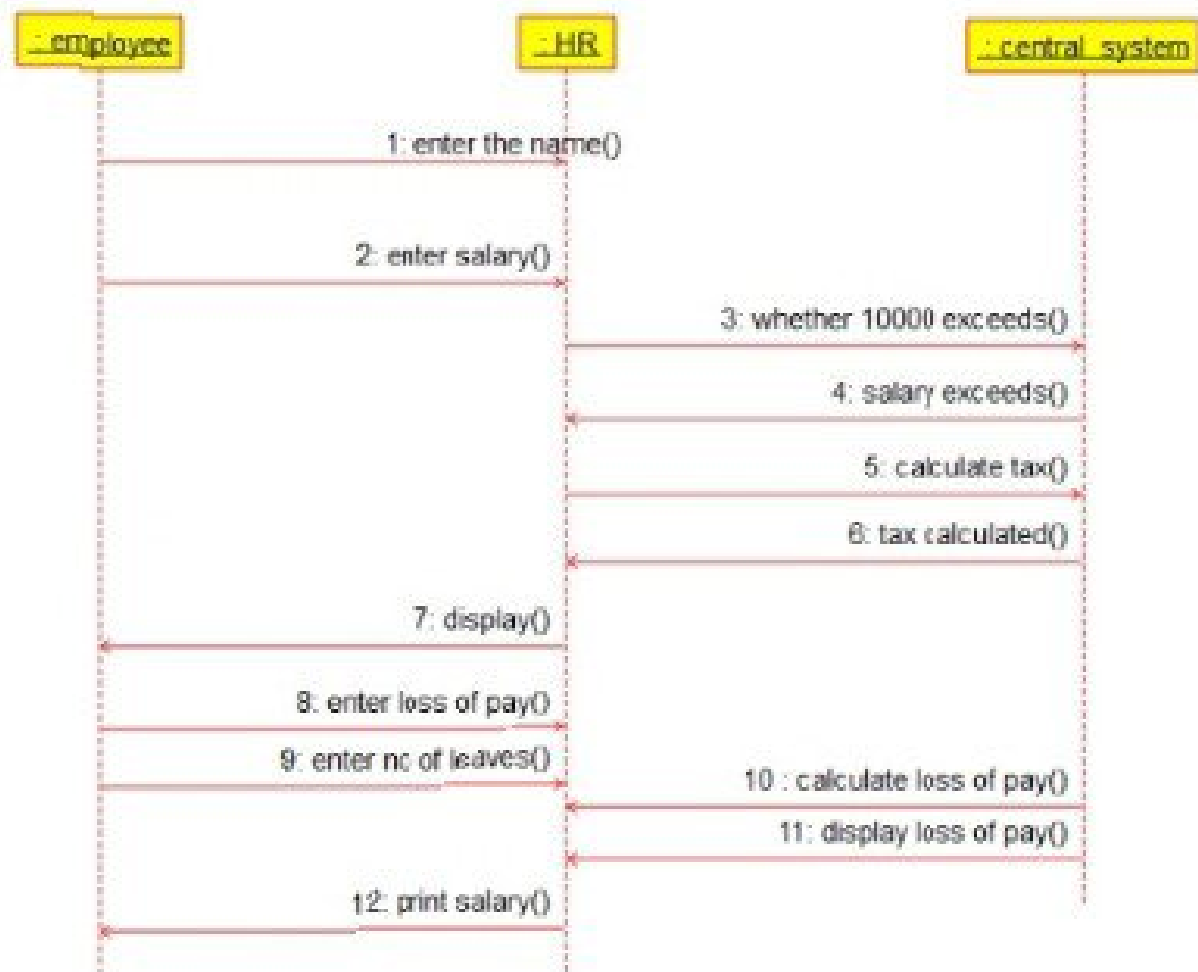 : employee
: HR
: central_system
1: enter the name()
2: enter salary()
3: whether 10000 exceeds()
4: salary exceeds()
5: calculate tax()
6: tax calculated()
7: display()
8: enter loss of pay()
9: enter no of leaves()
10 : calculate loss of pay()
11: display loss of pay()
12: print salary()